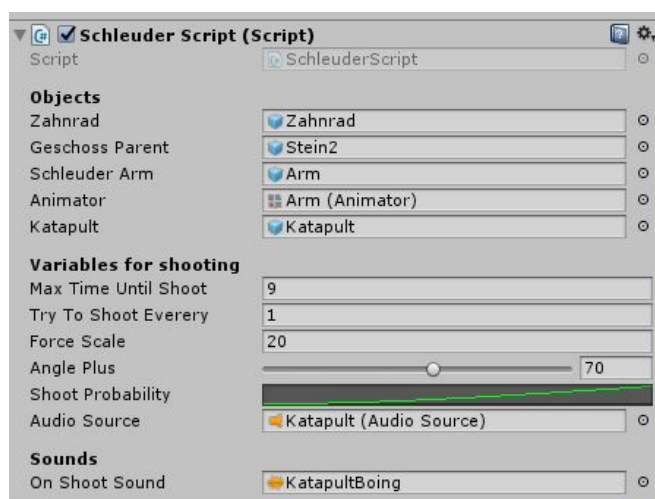 Schleuder Script (Script)
Script SchleuderScript
Objects
Zahnrad Zahnrad
Geschoss Parent Stein2
Schleuder Arm Arm
Animator Arm (Animator)
Katapult Katapult
Variables for shooting
Max Time Until Shoot 9
Try To Shoot Everery 1
Force Scale 20
Angle Plus 70
Shoot Probability
Audio Source Katapult (Audio Source)
Sounds
On Shoot Sound KatapultBoing